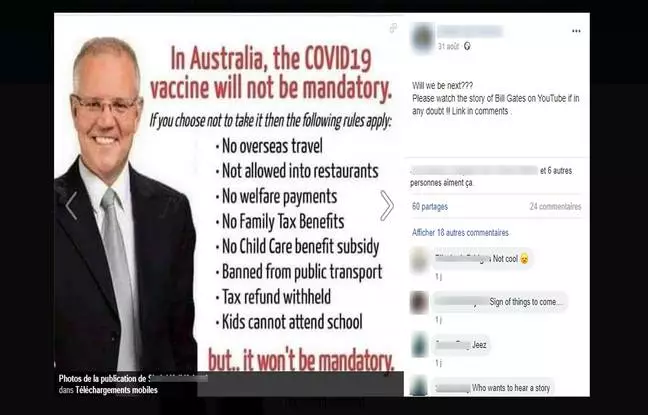 In Australia, the COVID19
vaccine will not be mandatory.
If you choose not to take it then the following rules apply:
• No overseas travel
• Not allowed into restaurants
• No welfare payments
• No Family Tax Benefits
• No Child Care benefit subsidy
• Banned from public transport
• Tax refund withheld
• Kids cannot attend school
but.. it won't be mandatory.
Photos de la publication de
dans Téléchargements mobiles
31 août ·
Will we be next???
Please watch the story of Bill Gates on YouTube if in
any doubt !! Link in comments .
et 6 autres
personnes aiment ça.
60 partages
24 commentaires
Afficher 18 autres commentaires
Not cool
1 j
Sign of things to come...
1 j
Jeez
1 j
Who wants to hear a story